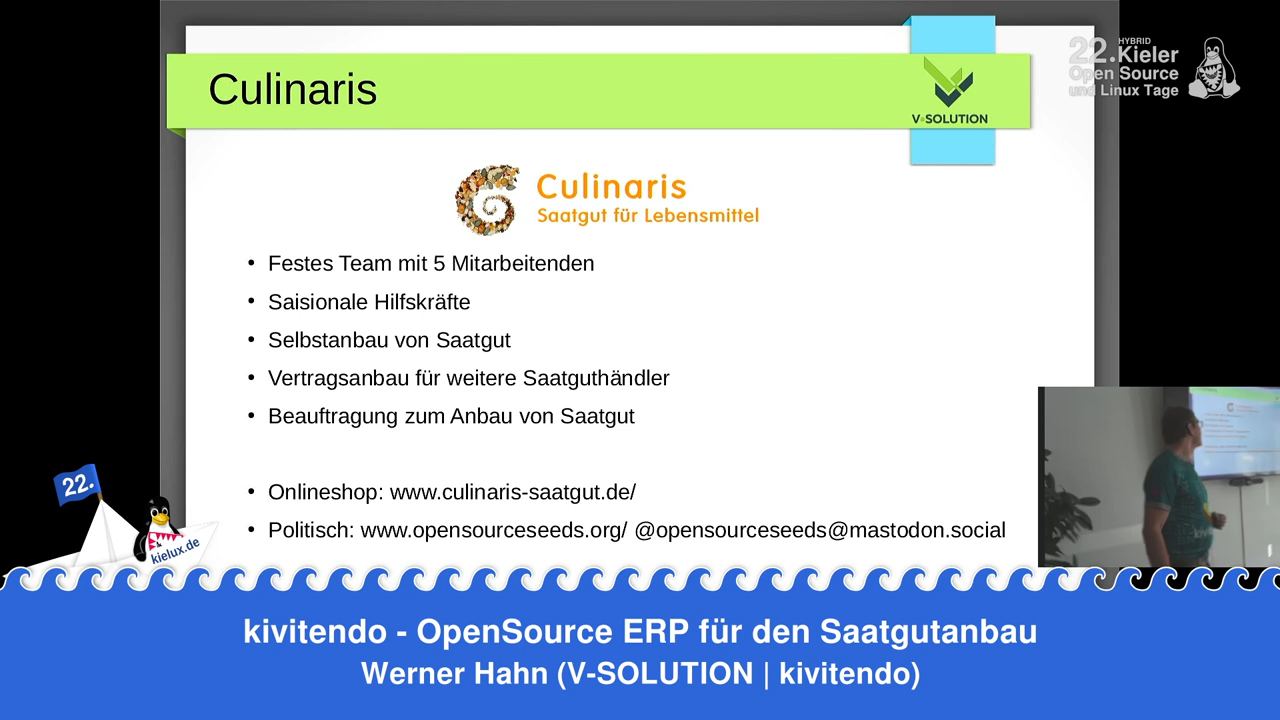 Culinaris
V-SOLUTION
HYBRID
22.Kieler
Open Source
und Linux Tage
Culinaris
Saatgut für Lebensmittel
• Festes Team mit 5 Mitarbeitenden
• Saisionale Hilfskräfte
• Selbstanbau von Saatgut
• Vertragsanbau für weitere Saatguthändler
• Beauftragung zum Anbau von Saatgut
• Onlineshop: www.culinaris-saatgut.de/
• Politisch: www.opensourceseeds.org/ @opensourceseeds@mastodon.social
22.
kielux.de
kivitendo - OpenSource ERP für den Saatgutanbau
Werner Hahn (V-SOLUTION | kivitendo)